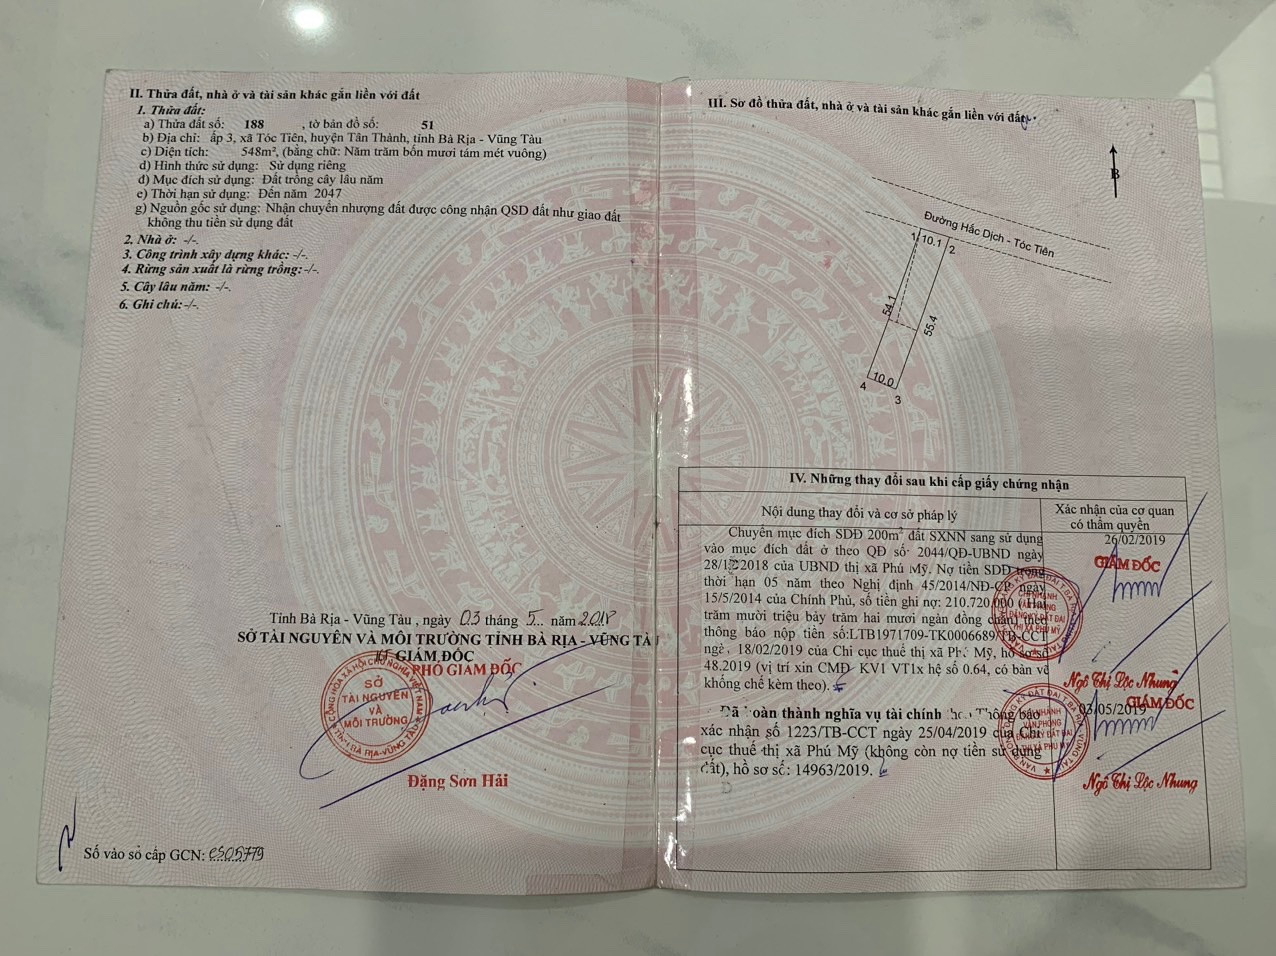 II. Thửa đất, nhà ở và tài sản khác gắn liền với đất
1. Thửa đất:
a) Thửa đất số: 188 , tờ bản đồ số: 51
b) Địa chỉ: ấp 3, xã Tóc Tiên, huyện Tân Thành, tỉnh Bà Rịa - Vũng Tàu
c) Diện tích: 548m², (bằng chữ: Năm trăm bốn mươi tám mét vuông)
d) Hình thức sử dụng: Sử dụng riêng
đ) Mục đích sử dụng: Đất trồng cây lâu năm
e) Thời hạn sử dụng: Đến năm 2047
g) Nguồn gốc sử dụng: Nhận chuyển nhượng đất được công nhận QSD đất như giao đất
không thu tiền sử dụng đất
2. Nhà ở: -/-.
3. Công trình xây dựng khác: -/-.
4. Rừng sản xuất là rừng trồng:-/-.
5. Cây lâu năm: -/-.
6. Ghi chú:-/-.
Tỉnh Bà Rịa - Vũng Tàu , ngày 03 tháng 5... năm 2018
SỞ TÀI NGUYÊN VÀ MÔI TRƯỜNG TỈNH BÀ RỊA – VŨNG TÀU
KT GIÁM ĐỐC
PHÓ GIÁM ĐỐC
SỞ
TÀI NGUYÊN
VÀ
MÔI TRƯỜNG
Đặng Sơn Hải
Số vào sổ cấp GCN: CS05779
III. Sơ đồ thửa đất, nhà ở và tài sản khác gắn liền với đất
B
Đường Hắc Dịch - Tóc Tiên
1 10.1 2
54.1
55.4
4 10.0 3
IV. Những thay đổi sau khi cấp giấy chứng nhận
Nội dung thay đổi và cơ sở pháp lý
Xác nhận của cơ quan
có thẩm quyền
Chuyển mục đích SDĐ 200m² đất SXNN sang sử dụng
vào mục đích đất ở theo QĐ số: 2044/QĐ-UBND ngày
28/12/2018 của UBND thị xã Phú Mỹ. Nợ tiền SDĐ trong
thời hạn 05 năm theo Nghị định 45/2014/NĐ-CP ngày
15/5/2014 của Chính Phủ, số tiền ghi nợ: 210.720.000 ( Hai
trăm mười triệu bảy trăm hai mươi ngàn đồng chẵn) theo
thông báo nộp tiền số:LTB1971709-TK0006689/TB-CCT
ngày 18/02/2019 của Chi cục thuế thị xã Phú Mỹ, hồ sơ số
48.2019 (vị trí xin CMĐ KV1 VT1x hệ số 0.64, có bản vẽ
khống chế kèm theo).
26/02/2019
GIÁM ĐỐC
Ngô Thị Lộc Nhung
Đã hoàn thành nghĩa vụ tài chính theo Thông báo
xác nhận số 1223/TB-CCT ngày 25/04/2019 của Chi
cục thuế thị xã Phú Mỹ (không còn nợ tiền sử dụng
đất), hồ sơ số: 14963/2019.
03/05/2019
GIÁM ĐỐC
Ngô Thị Lộc Nhung